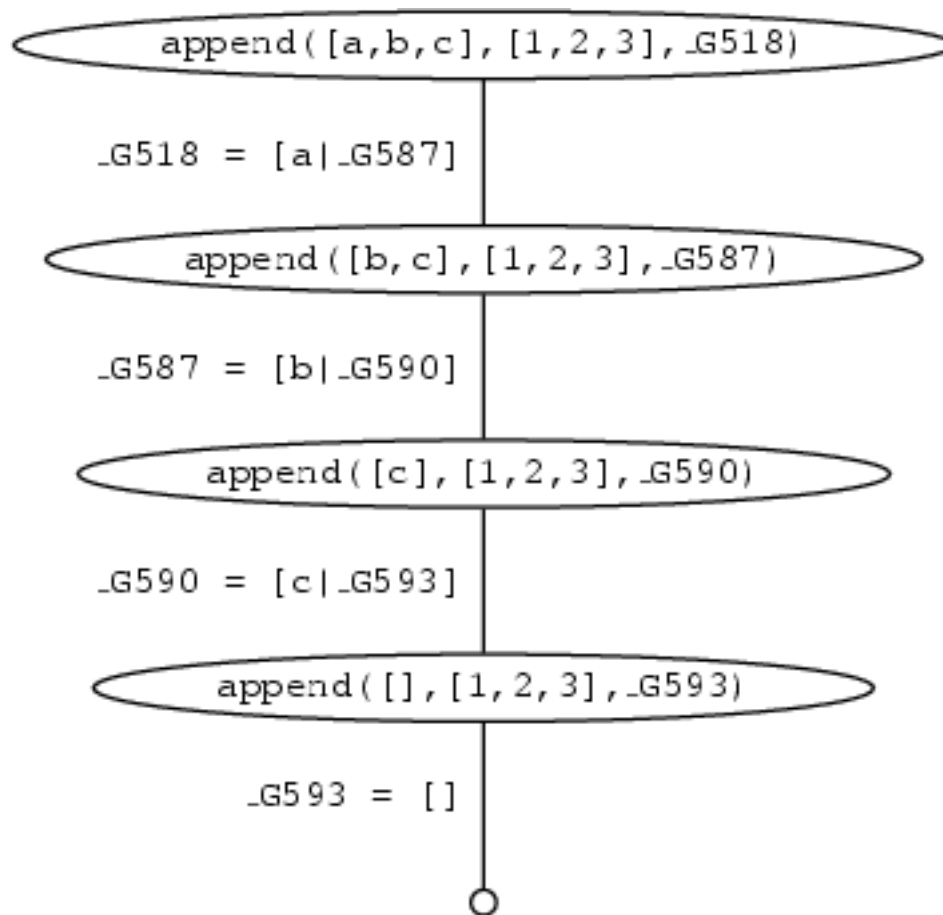 append([a,b,c],[1,2,3],_G518)
_G518 = [a|_G587]
append([b,c],[1,2,3],_G587)
_G587 = [b|_G590]
append([c],[1,2,3],_G590)
_G590 = [c|_G593]
append([],[1,2,3],_G593)
_G593 = []